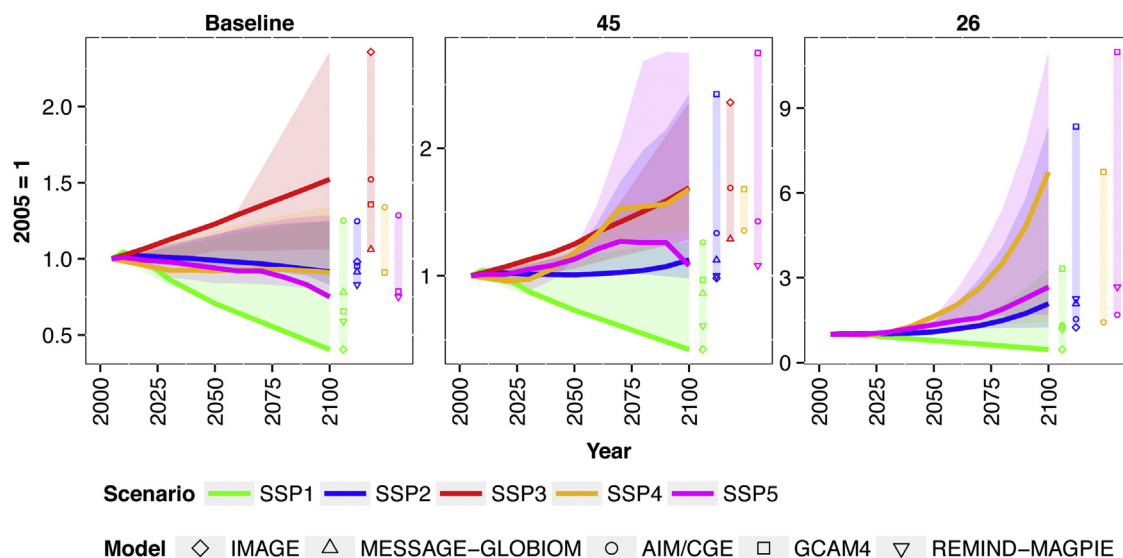 Baseline 45 26
2005 = 1
2.0
1.5
1.0
0.5
2
1
9
6
3
0
2000 2025 2050 2075 2100 2000 2025 2050 2075 2100 2000 2025 2050 2075 2100
Year
Scenario SSP1 SSP2 SSP3 SSP4 SSP5
Model IMAGE MESSAGE−GLOBIOM AIM/CGE GCAM4 REMIND−MAGPIE